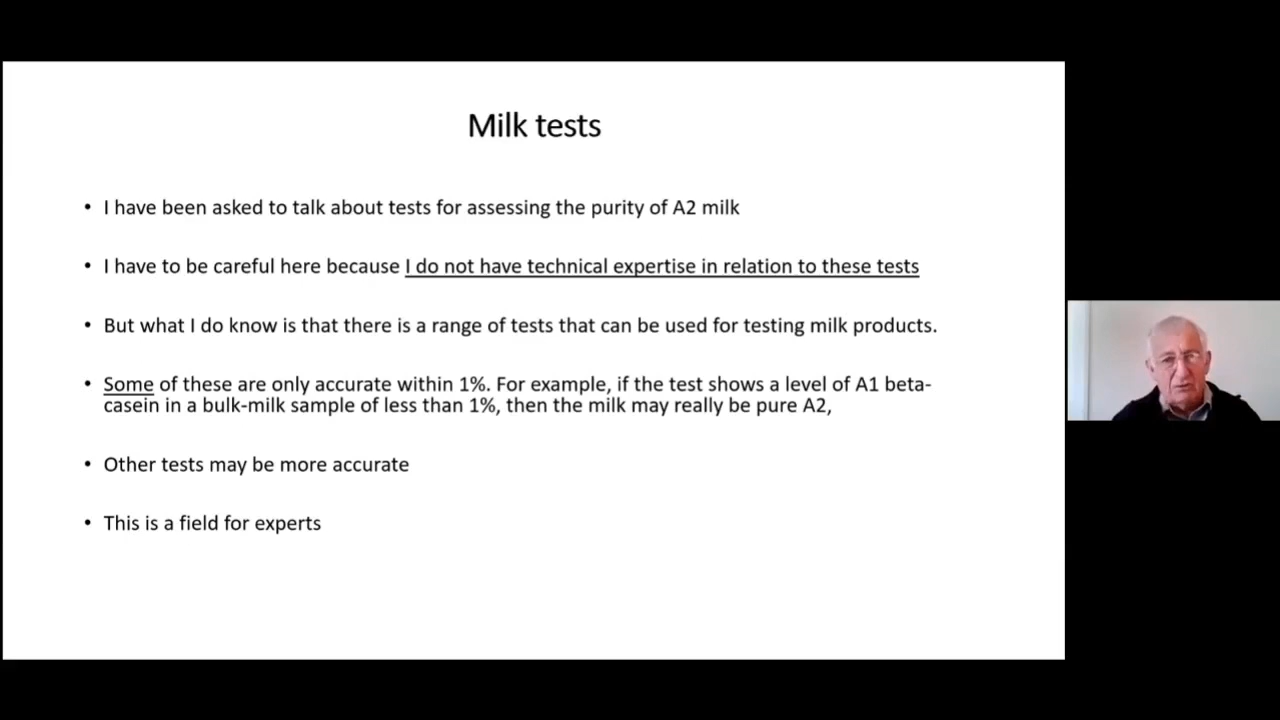 Milk tests
• I have been asked to talk about tests for assessing the purity of A2 milk
• I have to be careful here because I do not have technical expertise in relation to these tests
• But what I do know is that there is a range of tests that can be used for testing milk products.
• Some of these are only accurate within 1%. For example, if the test shows a level of A1 beta-
casein in a bulk-milk sample of less than 1%, then the milk may really be pure A2,
• Other tests may be more accurate
• This is a field for experts